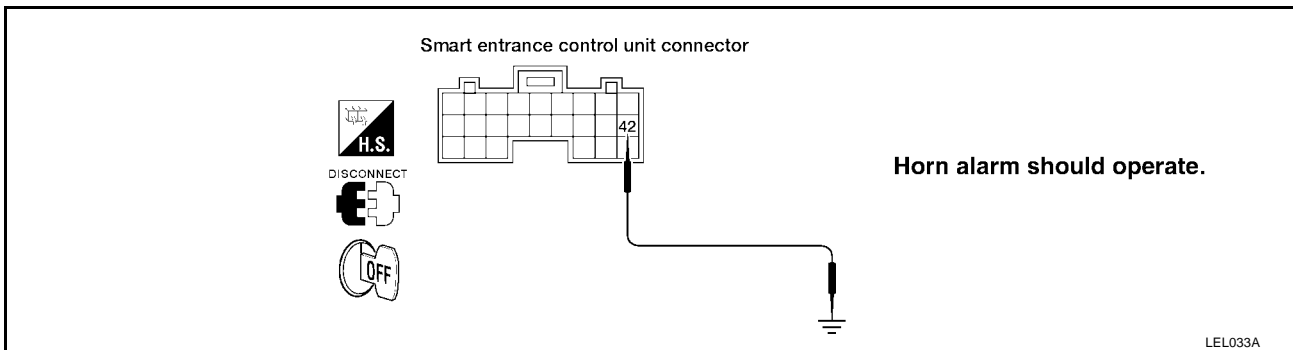 Smart entrance control unit connector
42
H.S.
Horn alarm should operate.
DISCONNECT
OFF
LEL033A